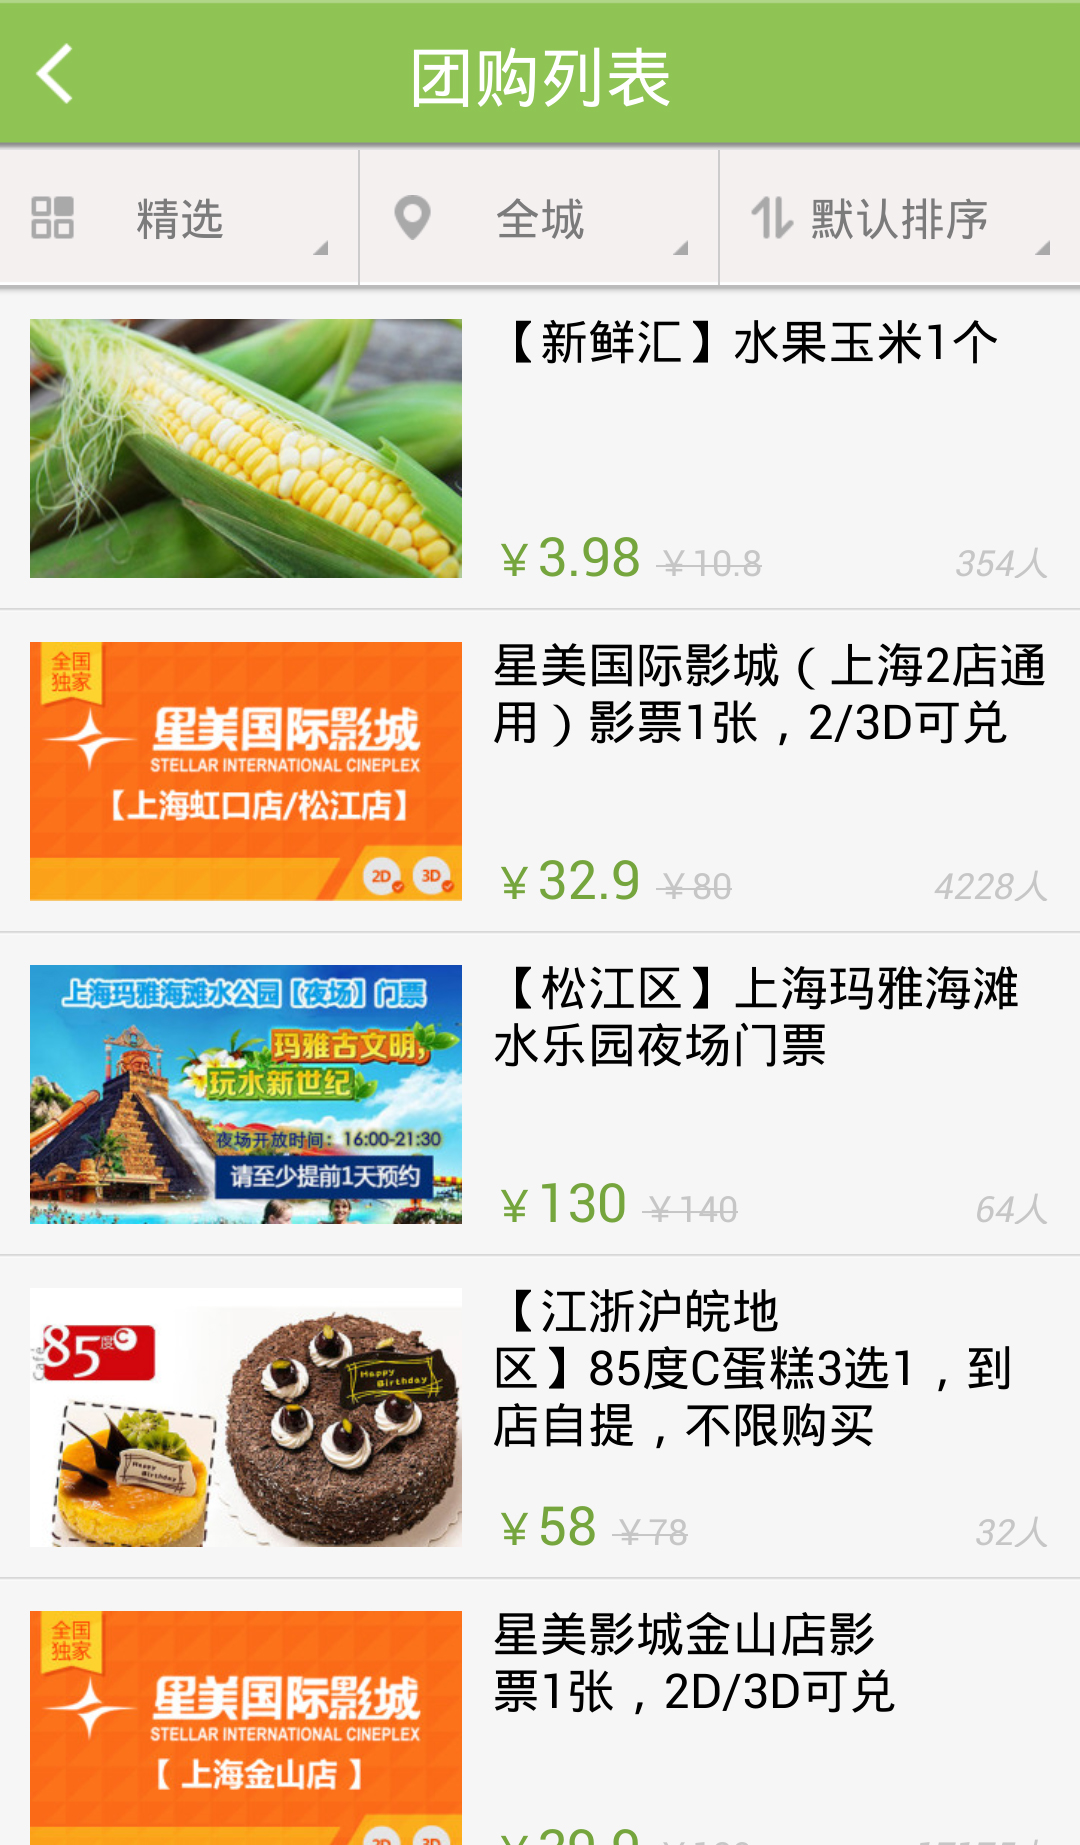 团购列表
精选
全城
默认排序
【新鲜汇】水果玉米1个
¥3.98 ¥10.8 354人
全国
独家
星美国际影城
STELLAR INTERNATIONAL CINEPLEX
【上海虹口店/松江店】
2D 3D
星美国际影城（上海2店通
用）影票1张，2/3D可兑
¥32.9 ¥80 4228人
上海玛雅海滩水公园【夜场】门票
玛雅古文明,
玩水新世纪
夜场开放时间：16:00-21:30
请至少提前1天预约
【松江区】上海玛雅海滩
水乐园夜场门票
¥130 ¥140 64人
Café
85度C
Happy
Birthday
Happy
Birthday
【江浙沪皖地
区】85度C蛋糕3选1，到
店自提，不限购买
¥58 ¥78 32人
全国
独家
星美国际影城
STELLAR INTERNATIONAL CINEPLEX
【上海金山店】
2D 3D
星美影城金山店影
票1张，2D/3D可兑